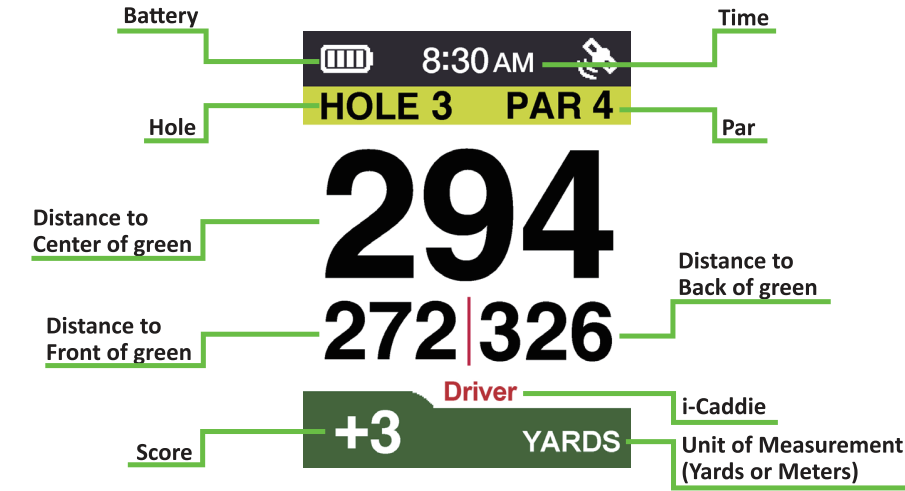 Battery
Time
8:30 AM
HOLE 3 PAR 4
Hole
Par
294
Distance to
Center of green
Distance to
Back of green
272 326
Distance to
Front of green
Driver
i-Caddie
+3
YARDS
Score
Unit of Measurement
(Yards or Meters)